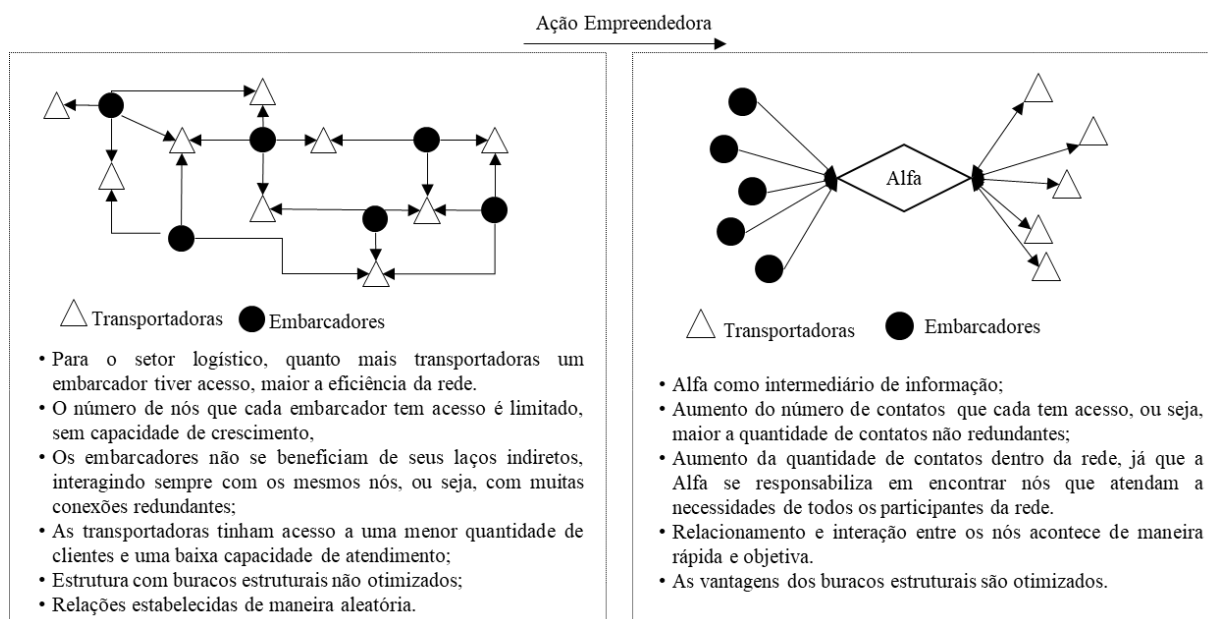 Ação Empreendedora
Transportadoras
Embarcadores
• Para o setor logístico, quanto mais transportadoras um
embarcador tiver acesso, maior a eficiência da rede.
• O número de nós que cada embarcador tem acesso é limitado,
sem capacidade de crescimento,
• Os embarcadores não se beneficiam de seus laços indiretos,
interagindo sempre com os mesmos nós, ou seja, com muitas
conexões redundantes;
• As transportadoras tinham acesso a uma menor quantidade de
clientes e uma baixa capacidade de atendimento;
• Estrutura com buracos estruturais não otimizados;
• Relações estabelecidas de maneira aleatória.
Alfa
Transportadoras
Embarcadores
• Alfa como intermediário de informação;
• Aumento do número de contatos que cada tem acesso, ou seja,
maior a quantidade de contatos não redundantes;
• Aumento da quantidade de contatos dentro da rede, já que a
Alfa se responsabiliza em encontrar nós que atendam a
necessidades de todos os participantes da rede.
• Relacionamento e interação entre os nós acontece de maneira
rápida e objetiva.
• As vantagens dos buracos estruturais são otimizados.